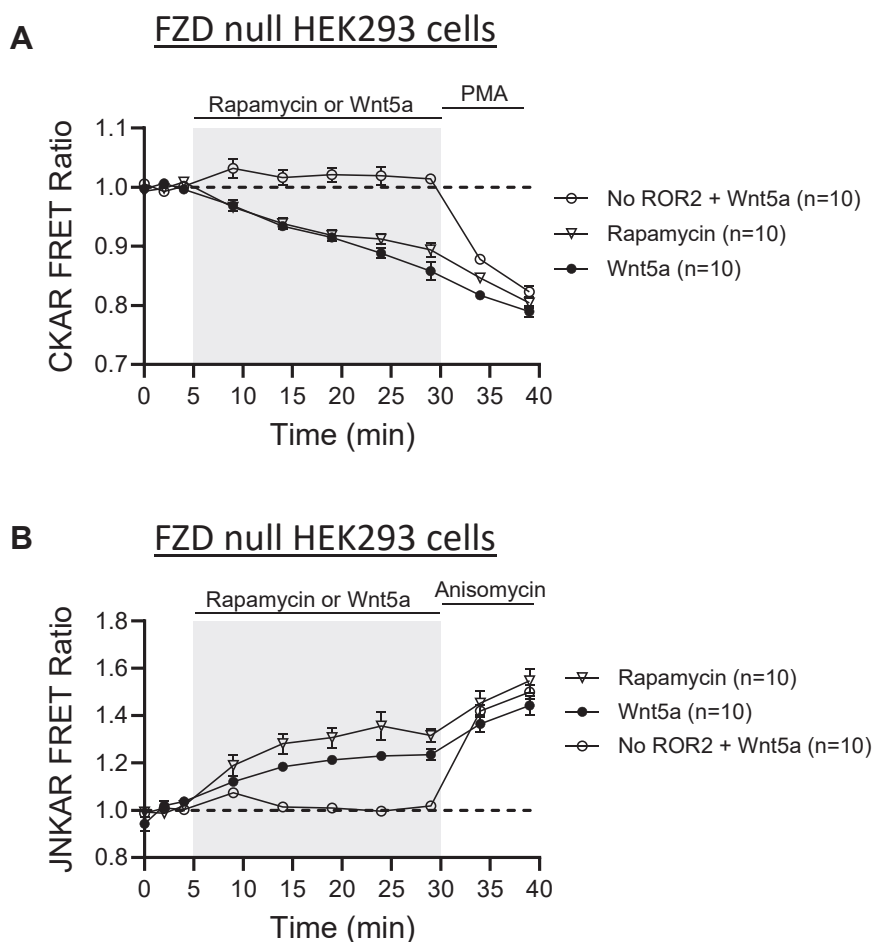 A
FZD null HEK293 cells
Rapamycin or Wnt5a
PMA
1.1
1.0
0.9
0.8
0.7
CKAR FRET Ratio
0 5 10 15 20 25 30 35 40
Time (min)
No ROR2 + Wnt5a (n=10)
Rapamycin (n=10)
Wnt5a (n=10)
B
FZD null HEK293 cells
Rapamycin or Wnt5a
Anisomycin
1.8
1.6
1.4
1.2
1.0
0.8
JNKAR FRET Ratio
0 5 10 15 20 25 30 35 40
Time (min)
Rapamycin (n=10)
Wnt5a (n=10)
No ROR2 + Wnt5a (n=10)